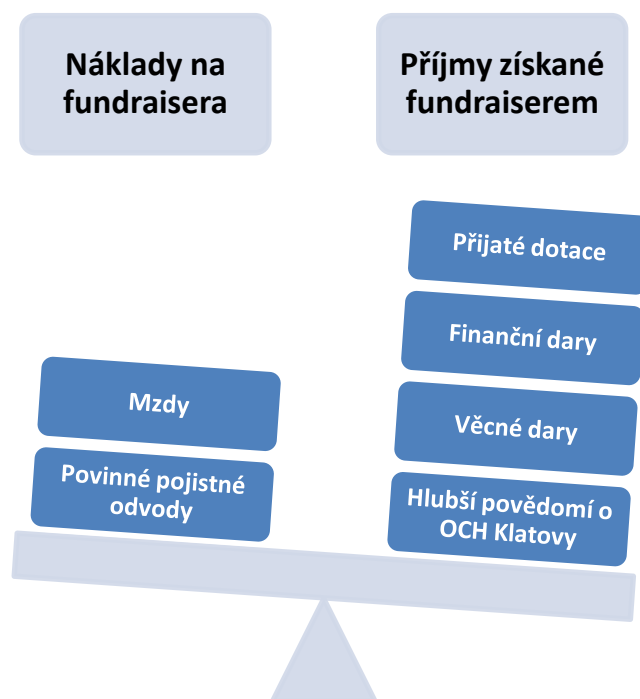 Náklady na
fundraisera
Příjmy získané
fundraiserem
Přijaté dotace
Finanční dary
Mzdy
Věcné dary
Povinné pojistné
odvody
Hlubší povědomí o
OCH Klatovy